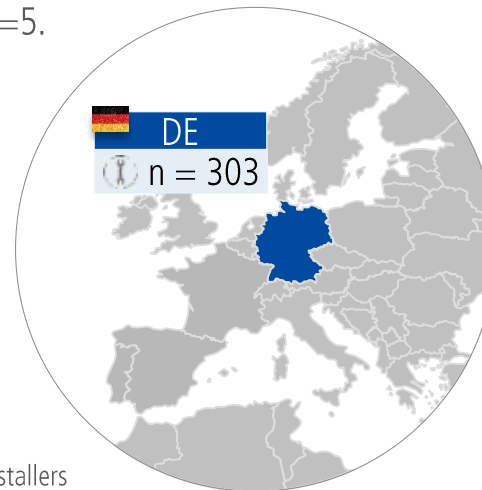 =5.
DE
n = 303
stallers